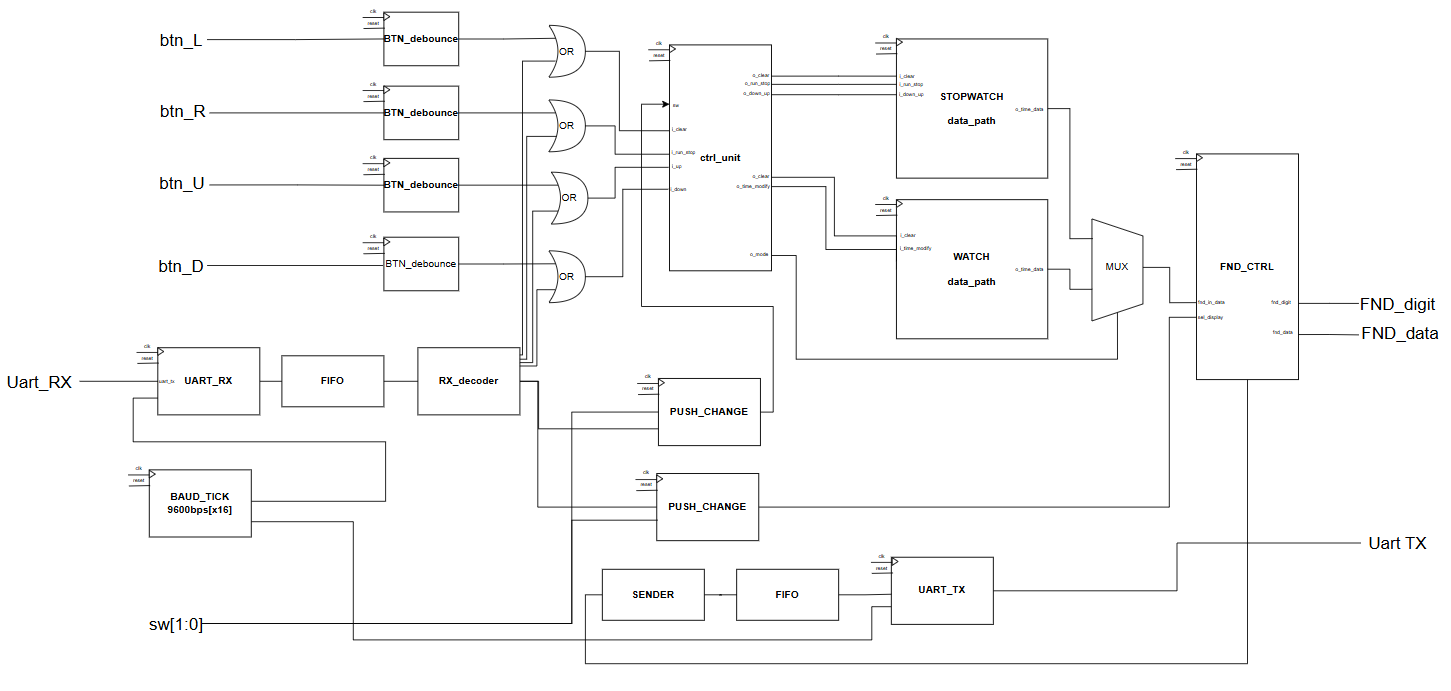 clk
reset
btn_L
BTN_debounce
OR
clk
reset
btn_R
BTN_debounce
OR
clk
reset
btn_U
BTN_debounce
OR
clk
reset
btn_D
BTN_debounce
OR
clk
reset
sw
i_clear
i_run_stop
i_up
i_down
ctrl_unit
o_clear
o_run_stop
o_down_up
o_clear
o_time_modify
o_mode
clk
reset
i_clear
i_run_stop
i_down_up
STOPWATCH
data_path
o_time_data
clk
reset
i_clear
i_time_modify
WATCH
data_path
o_time_data
MUX
clk
reset
FND_CTRL
fnd_in_data
sel_display
fnd_digit
fnd_data
FND_digit
FND_data
Uart_RX
clk
reset
uart_tx
UART_RX
FIFO
RX_decoder
clk
reset
PUSH_CHANGE
clk
reset
BAUD_TICK
9600bps[x16]
clk
reset
PUSH_CHANGE
sw[1:0]
SENDER
FIFO
clk
reset
UART_TX
Uart TX